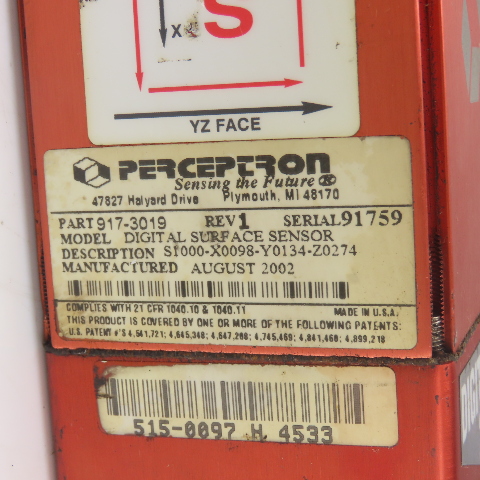 X
S
YZ FACE
PERCEPTRON
Sensing the Future ®
47827 Halyard Drive Plymouth, MI 48170
PART 917-3019 REV 1 SERIAL 91759
MODEL DIGITAL SURFACE SENSOR
DESCRIPTION S1000-X0098-Y0134-Z0274
MANUFACTURED AUGUST 2002
COMPLIES WITH 21 CFR 1040.10 & 1040.11 MADE IN U.S.A.
THIS PRODUCT IS COVERED BY ONE OR MORE OF THE FOLLOWING PATENTS:
U.S. PATENT #'S 4,541,721; 4,645,348; 4,647,208; 4,745,469; 4,841,460; 4,899,218
515-0097 H 4533